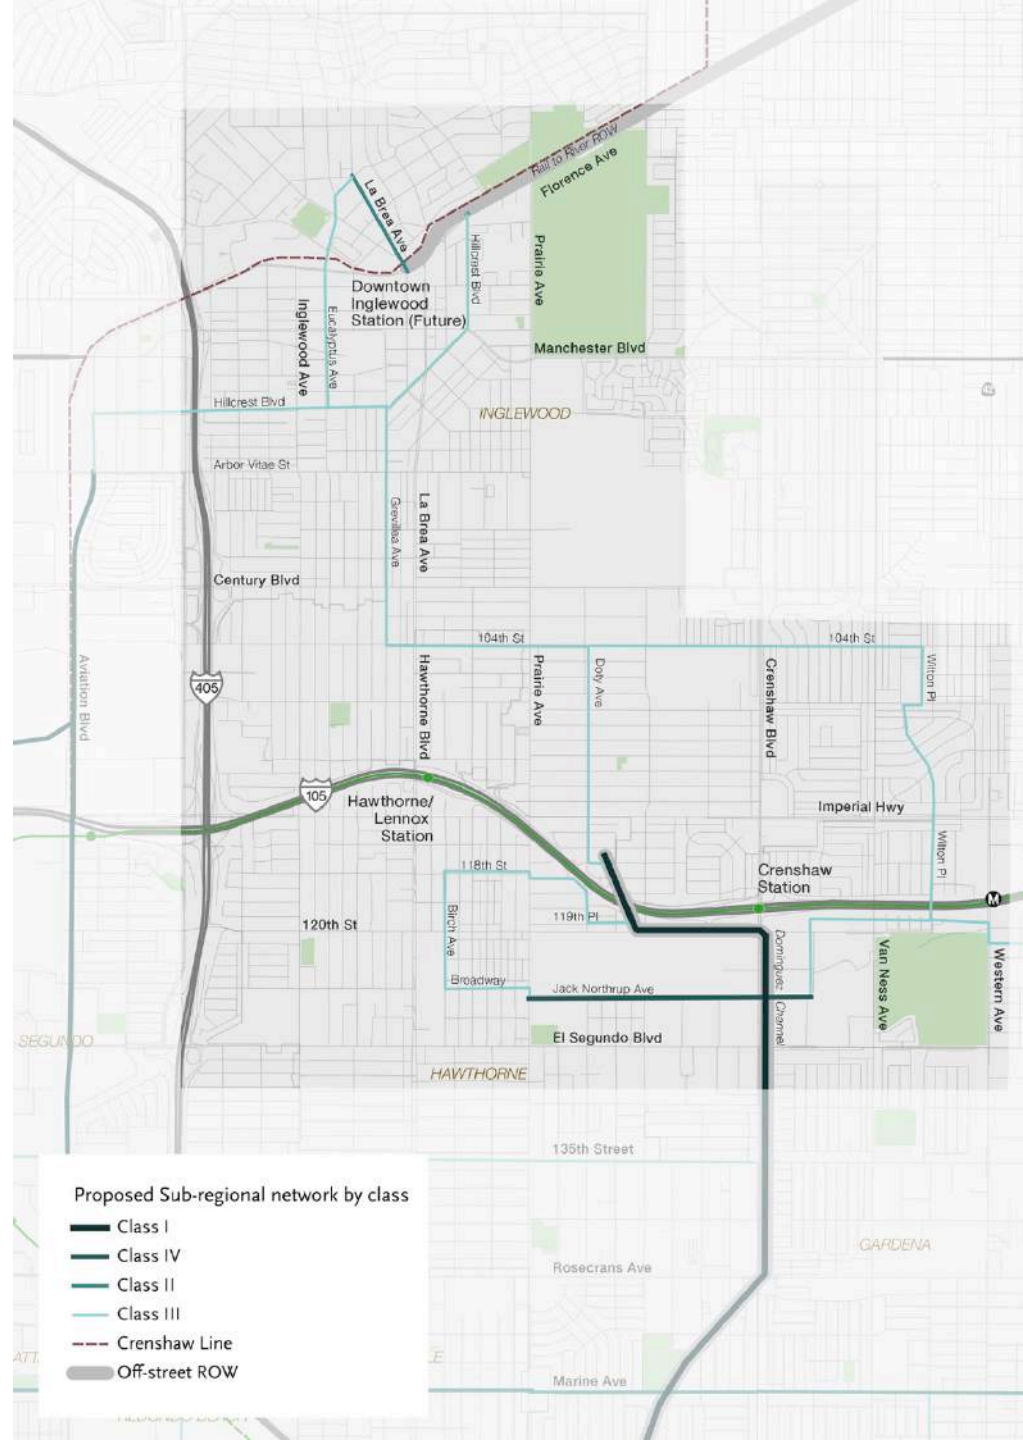 Rail to River ROW
Florence Ave
La Brea Ave
Hillcrest Blvd
Prairie Ave
Downtown
Inglewood
Station (Future)
Inglewood Ave
Eucalyptus Ave
Manchester Blvd
Hillcrest Blvd
INGLEWOOD
Arbor Vitae St
Grevillea Ave
La Brea Ave
Century Blvd
104th St
104th St
Aviation Blvd
405
Hawthorne Blvd
Prairie Ave
Doty Ave
Crenshaw Blvd
Wilton Pl
105
Hawthorne/
Lennox
Station
Imperial Hwy
Wilton Pl
118th St
Crenshaw
Station
M
Birch Ave
119th Pl
120th St
Dominguez Channel
Van Ness Ave
Western Ave
Broadway
Jack Northrup Ave
SEGUNDO
El Segundo Blvd
HAWTHORNE
135th Street
GARDENA
Rosecrans Ave
Marine Ave
Proposed Sub-regional network by class
Class I
Class IV
Class II
Class III
Crenshaw Line
Off-street ROW